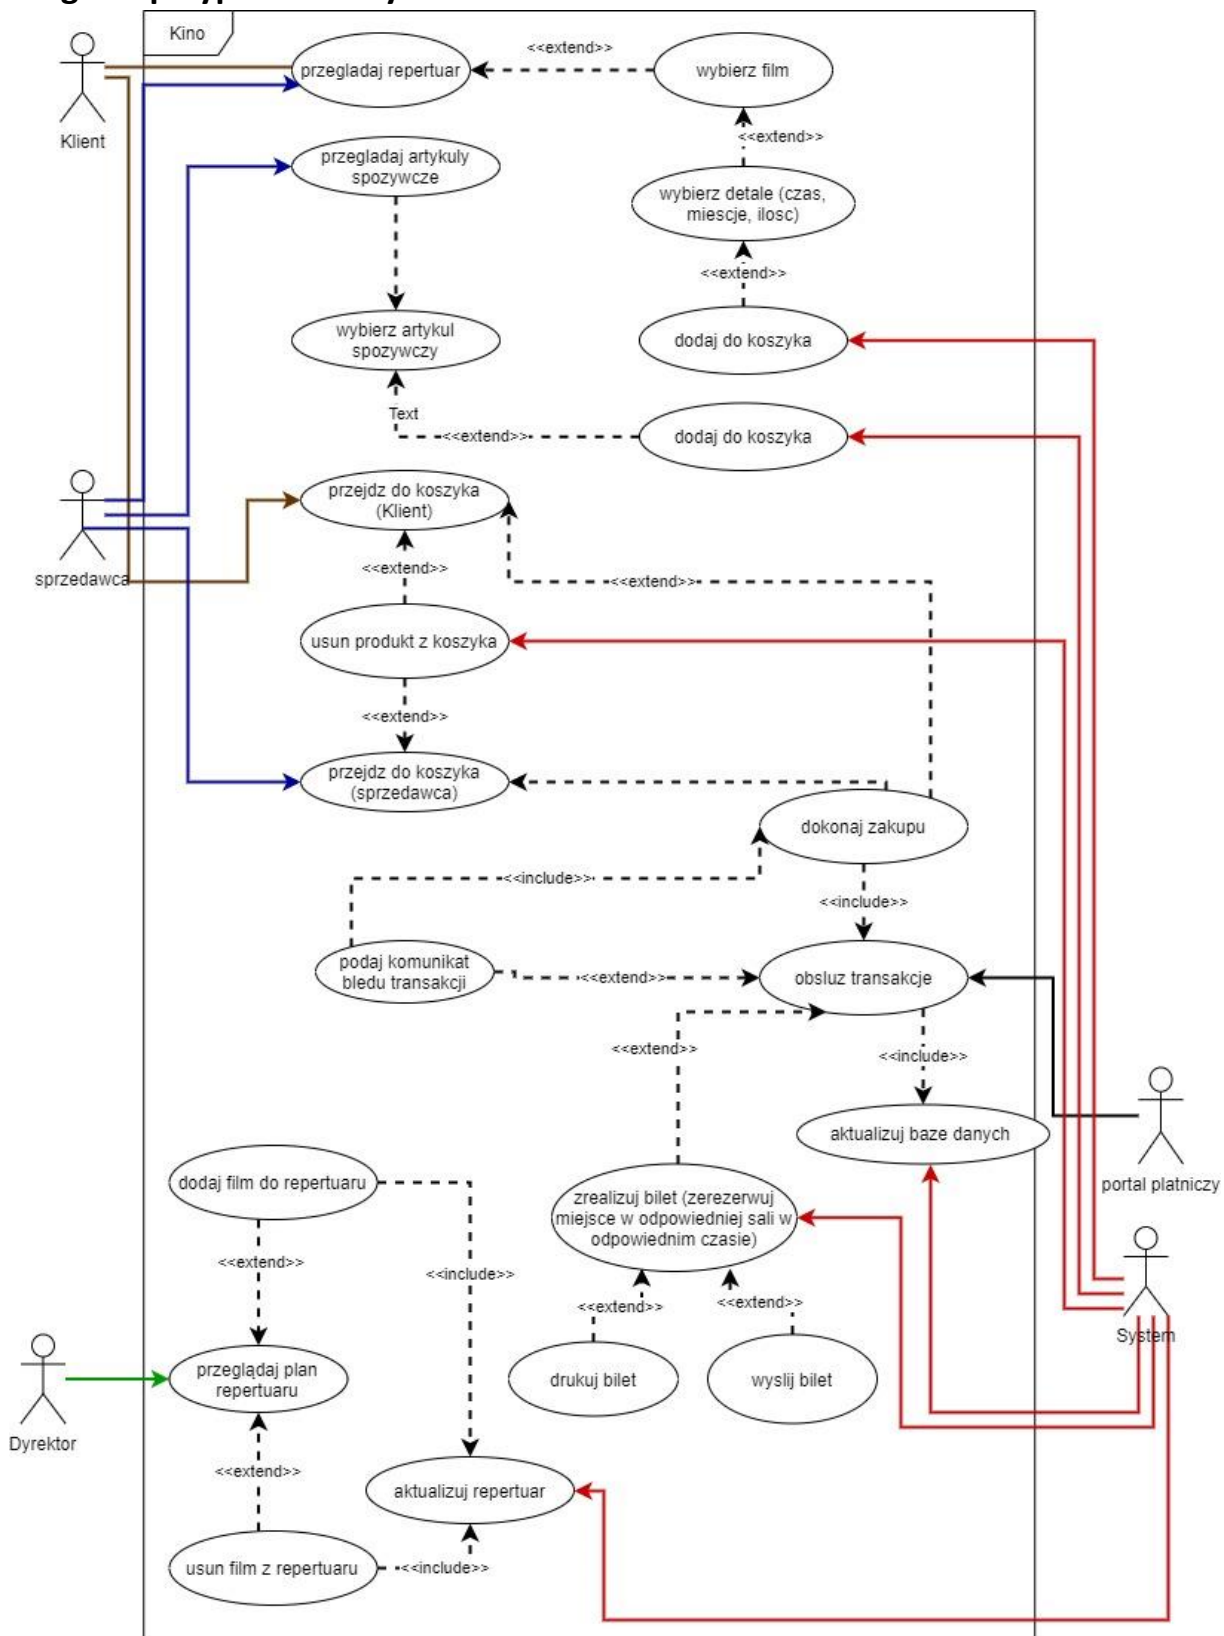 Kino
<<extend>>
przegladaj repertuar
wybierz film
Klient
<<extend>>
przegladaj artykuly
spozywcze
wybierz detale (czas,
miescje, ilosc)
<<extend>>
wybierz artykul
spozywczy
dodaj do koszyka
Text
<<extend>>
dodaj do koszyka
przejdz do koszyka
(Klient)
sprzedawca
<<extend>>
<<extend>>
usun produkt z koszyka
<<extend>>
przejdz do koszyka
(sprzedawca)
dokonaj zakupu
<<include>>
<<include>>
podaj komunikat
bledu transakcji
<<extend>>
obsluz transakcje
<<extend>>
<<include>>
aktualizuj baze danych
portal platniczy
dodaj film do repertuaru
zrealizuj bilet (zerezerwuj
miejsce w odpowiedniej sali w
odpowiednim czasie)
<<extend>>
<<include>>
<<extend>>
<<extend>>
System
przeglądaj plan
repertuaru
drukuj bilet
wyslij bilet
Dyrektor
<<extend>>
aktualizuj repertuar
usun film z repertuaru
<<include>>